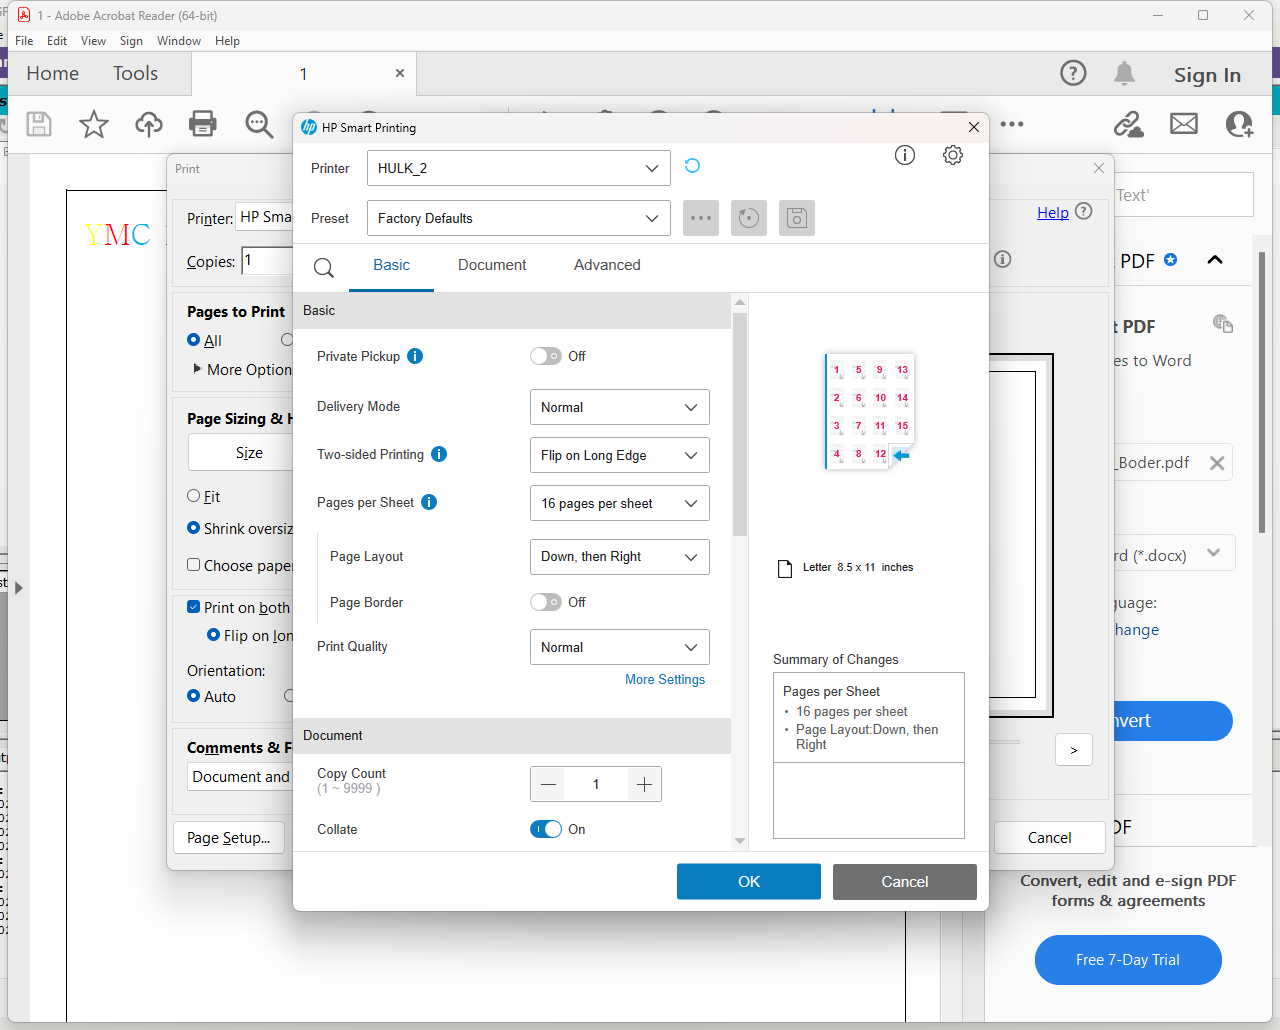 1 - Adobe Acrobat Reader (64-bit)
File Edit View Sign Window Help
Home Tools 1 Sign In
Print
YMC
Printer: HP Sma
Copies: 1
Pages to Print
All
More Option
Page Sizing & H
Size
Fit
Shrink oversiz
Choose pape
Print on both
Flip on lon
Orientation:
Auto
Comments & F
Document and
Page Setup...
HP Smart Printing
Printer HULK_2
Preset Factory Defaults
Basic Document Advanced
Basic
Private Pickup Off
Delivery Mode Normal
Two-sided Printing Flip on Long Edge
Pages per Sheet 16 pages per sheet
Page Layout Down, then Right
Page Border Off
Print Quality Normal
More Settings
Document
Copy Count 1
(1 ~ 9999 )
Collate On
1 5 9 13
2 6 10 14
3 7 11 15
4 8 12
Letter 8.5 x 11 inches
Summary of Changes
Pages per Sheet
• 16 pages per sheet
• Page Layout:Down, then
Right
OK Cancel
Help
>
Cancel
Text'
PDF
t PDF
es to Word
_Boder.pdf
rd (*.docx)
guage:
hange
nvert
DF
Convert, edit and e-sign PDF
forms & agreements
Free 7-Day Trial